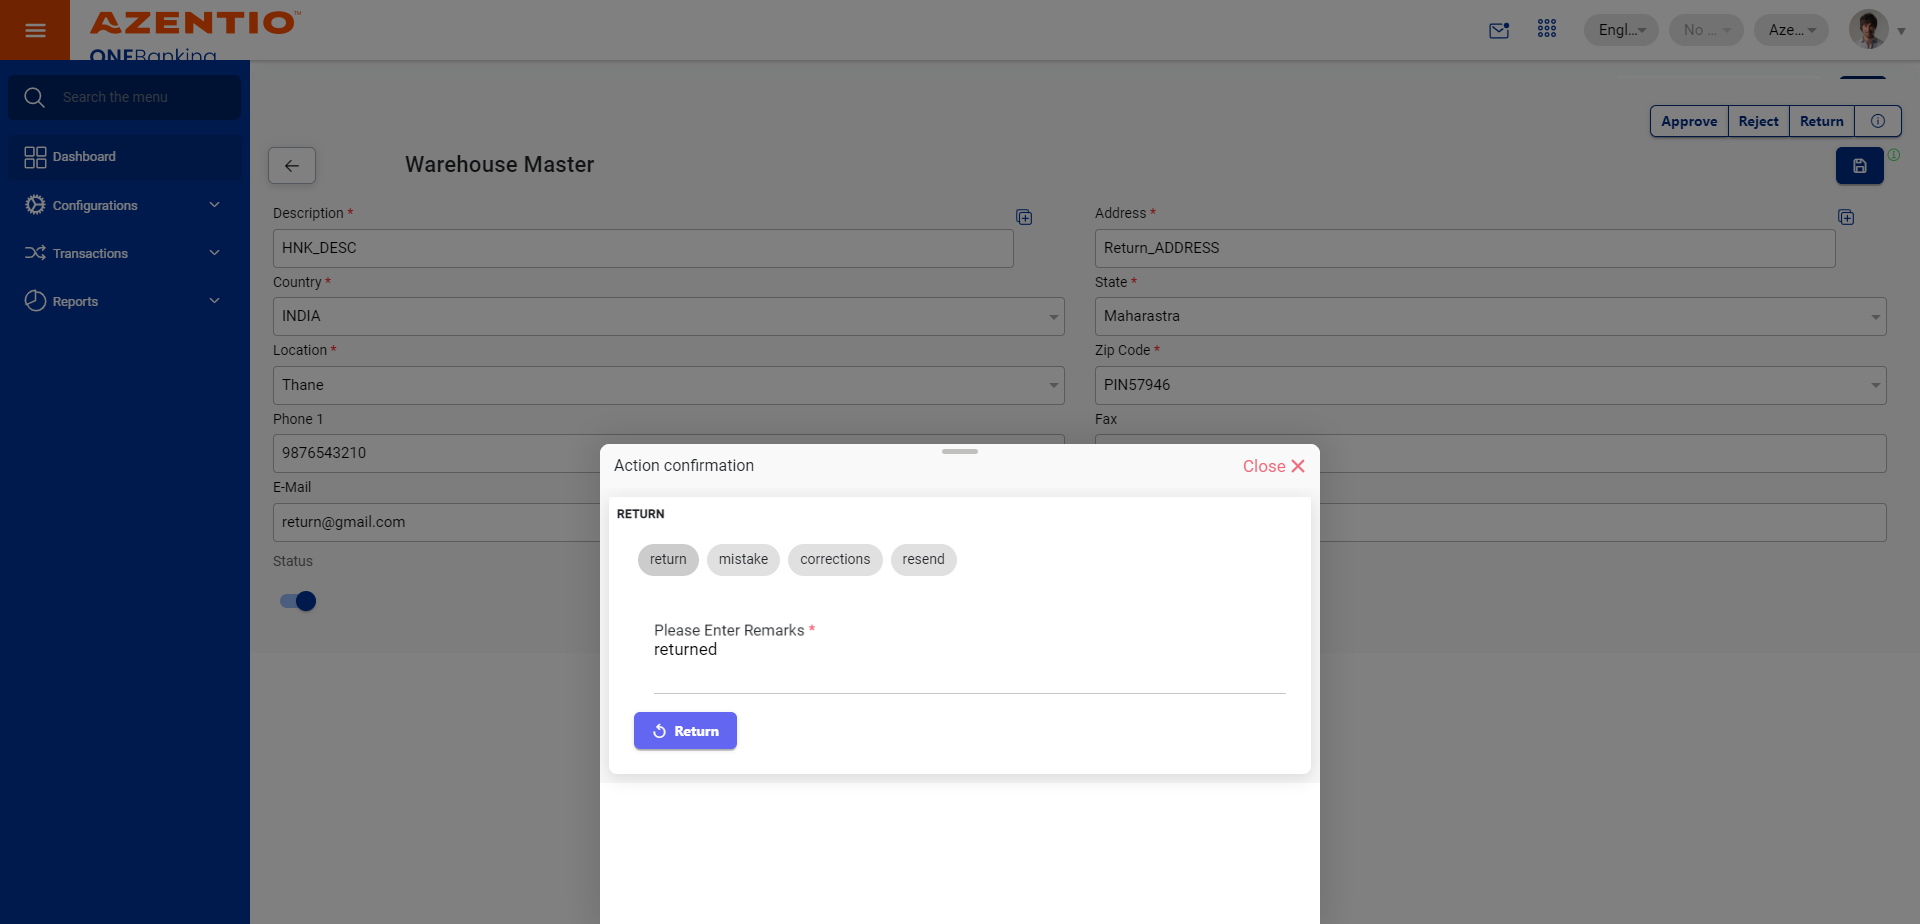 AZENTIO™
ONEBanking
Engl...
No ...
Aze...
Search the menu
Dashboard
Configurations
Transactions
Reports
Approve
Reject
Return
Warehouse Master
Description *
HNK_DESC
Address *
Return_ADDRESS
Country *
INDIA
State *
Maharastra
Location *
Thane
Zip Code *
PIN57946
Phone 1
9876543210
Fax
E-Mail
return@gmail.com
Status
Action confirmation
Close
RETURN
return
mistake
corrections
resend
Please Enter Remarks *
returned
Return